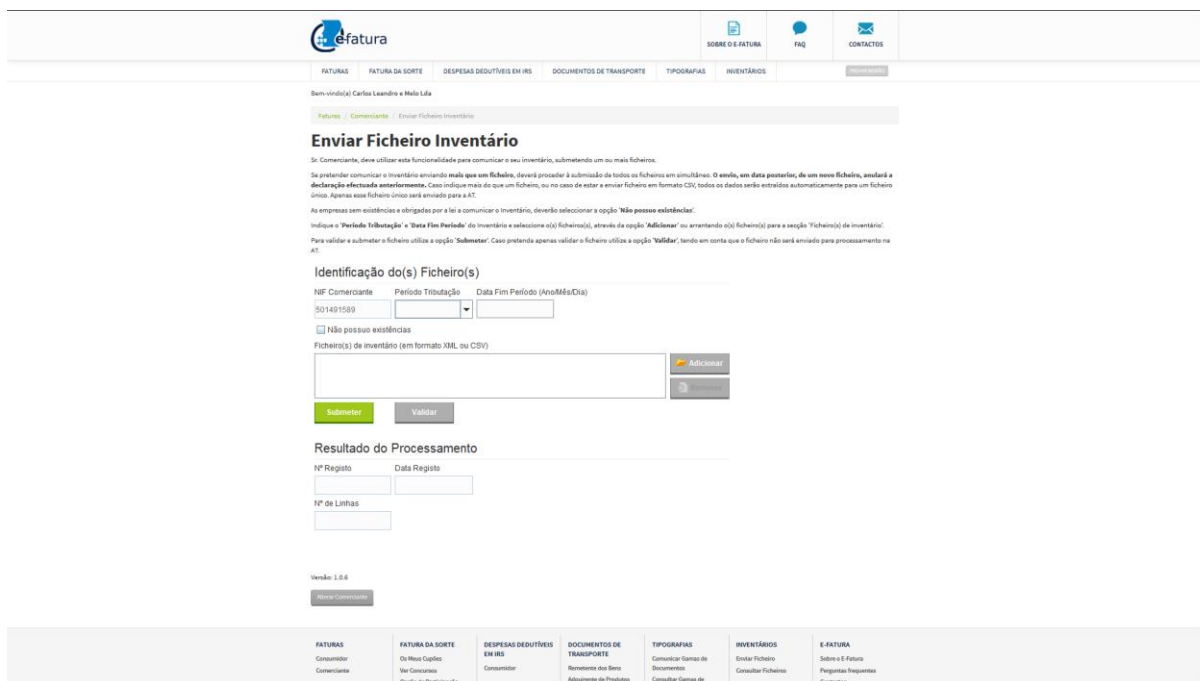 e-fatura
SOBRE O E-FATURA
FAQ
CONTACTOS
FATURAS
FATURA DA SORTE
DESPESAS DEDUTÍVEIS EM IRS
DOCUMENTOS DE TRANSPORTE
TIPOGRAFIAS
INVENTÁRIOS
Bem-vindo(a) Carlos Leandro e Melo Lda
Faturas / Comerciante / Enviar Ficheiro Inventário
Enviar Ficheiro Inventário
Sr. Comerciante, deve utilizar esta funcionalidade para comunicar o seu inventário, submetendo um ou mais ficheiros.
Se pretender comunicar o Inventário enviando mais que um ficheiro, deverá proceder à submissão de todos os ficheiros em simultâneo. O envio, em data posterior, de um novo ficheiro, anulará a
declaração efectuada anteriormente. Caso indique mais do que um ficheiro, ou no caso de estar a enviar ficheiro em formato CSV, todos os dados serão extraídos automaticamente para um ficheiro
único. Apenas esse ficheiro único será enviado para a AT.
As empresas sem existências e obrigadas por lei a comunicar o Inventário, deverão seleccionar a opção 'Não possuo existências'.
Indique o 'Período Tributação' e 'Data Fim Período' do Inventário e seleccione o(s) ficheiros(s), através da opção 'Adicionar' ou arrastando o(s) ficheiro(s) para a secção 'Ficheiro(s) de inventário'.
Para validar e submeter o ficheiro utilize a opção 'Submeter'. Caso pretenda apenas validar o ficheiro utilize a opção 'Validar', tendo em conta que o ficheiro não será enviado para processamento na
AT.
Identificação do(s) Ficheiro(s)
NIF Comerciante
Período Tributação
Data Fim Período (Ano/Mês/Dia)
501491589
Não possuo existências
Ficheiro(s) de inventário (em formato XML ou CSV)
Adicionar
Submeter
Validar
Resultado do Processamento
Nº Registo
Data Registo
Nº de Linhas
Versão: 1.0.6
Alterar Comerciante
FATURAS
Consumidor
Comerciante
FATURA DA SORTE
Os Meus Cupões
Ver Concursos
DESPESAS DEDUTÍVEIS
EM IRS
Consumidor
DOCUMENTOS DE
TRANSPORTE
Remetente dos Bens
Adquirente de Produtos
TIPOGRAFIAS
Comunicar Gamas de
Documentos
Consultar Gamas de
INVENTÁRIOS
Enviar Ficheiro
Consultar Ficheiros
E-FATURA
Sobre o E-Fatura
Perguntas frequentes